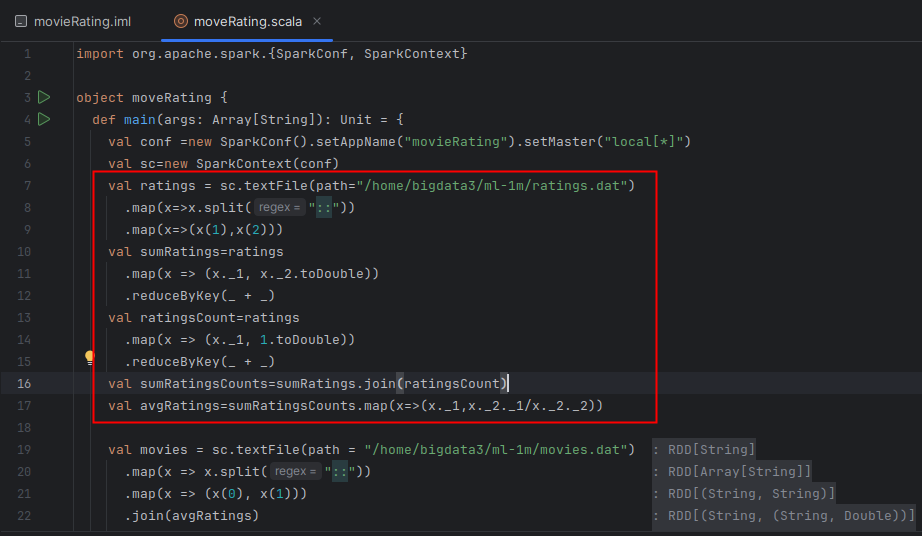 movieRating.iml moveRating.scala ×
1 import org.apache.spark.{SparkConf, SparkContext}
2
3 object moveRating {
4 def main(args: Array[String]): Unit = {
5 val conf =new SparkConf().setAppName("movieRating").setMaster("local[*]")
6 val sc=new SparkContext(conf)
7 val ratings = sc.textFile(path="/home/bigdata3/ml-1m/ratings.dat")
8 .map(x=>x.split( regex = "::"))
9 .map(x=>(x(1),x(2)))
10 val sumRatings=ratings
11 .map(x => (x._1, x._2.toDouble))
12 .reduceByKey(_ + _)
13 val ratingsCount=ratings
14 .map(x => (x._1, 1.toDouble))
15 .reduceByKey(_ + _)
16 val sumRatingsCounts=sumRatings.join(ratingsCount)
17 val avgRatings=sumRatingsCounts.map(x=>(x._1,x._2._1/x._2._2))
18
19 val movies = sc.textFile(path = "/home/bigdata3/ml-1m/movies.dat") : RDD[String]
20 .map(x => x.split( regex = "::")) : RDD[Array[String]]
21 .map(x => (x(0), x(1))) : RDD[(String, String)]
22 .join(avgRatings) : RDD[(String, (String, Double))]